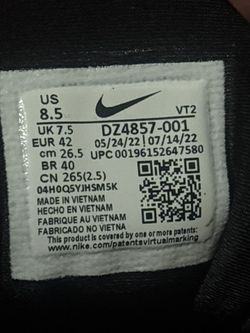 US
8.5
VT2
UK 7.5 DZ4857-001
EUR 42 05/24/22 07/14/22
cm 26.5 UPC 00196152647580
BR 40
CN 265(2.5)
04H0Q5YJHSM5K
MADE IN VIETNAM
HECHO EN VIETNAM
FABRIQUE AU VIETNAM
FABRICADO NO VIETNA
This product is covered by one or more patents. See
www.nike.com/patentsvirtualmarking